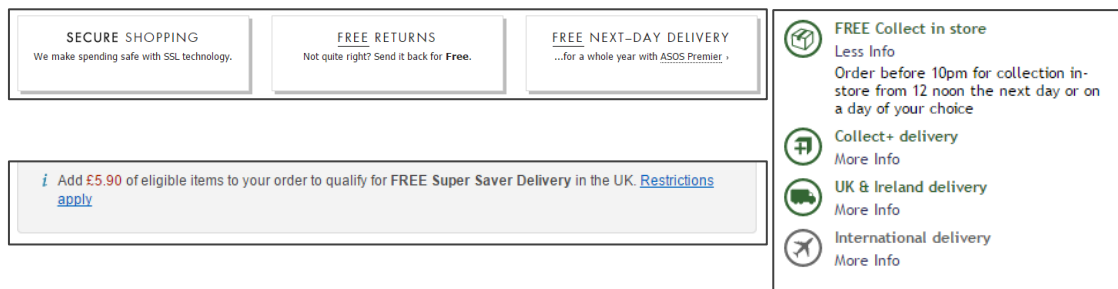 SECURE SHOPPING
We make spending safe with SSL technology.
FREE RETURNS
Not quite right? Send it back for Free.
FREE NEXT–DAY DELIVERY
...for a whole year with ASOS Premier ›
i Add £5.90 of eligible items to your order to qualify for FREE Super Saver Delivery in the UK. Restrictions
apply
FREE Collect in store
Less Info
Order before 10pm for collection in-
store from 12 noon the next day or on
a day of your choice
Collect+ delivery
More Info
UK & Ireland delivery
More Info
International delivery
More Info